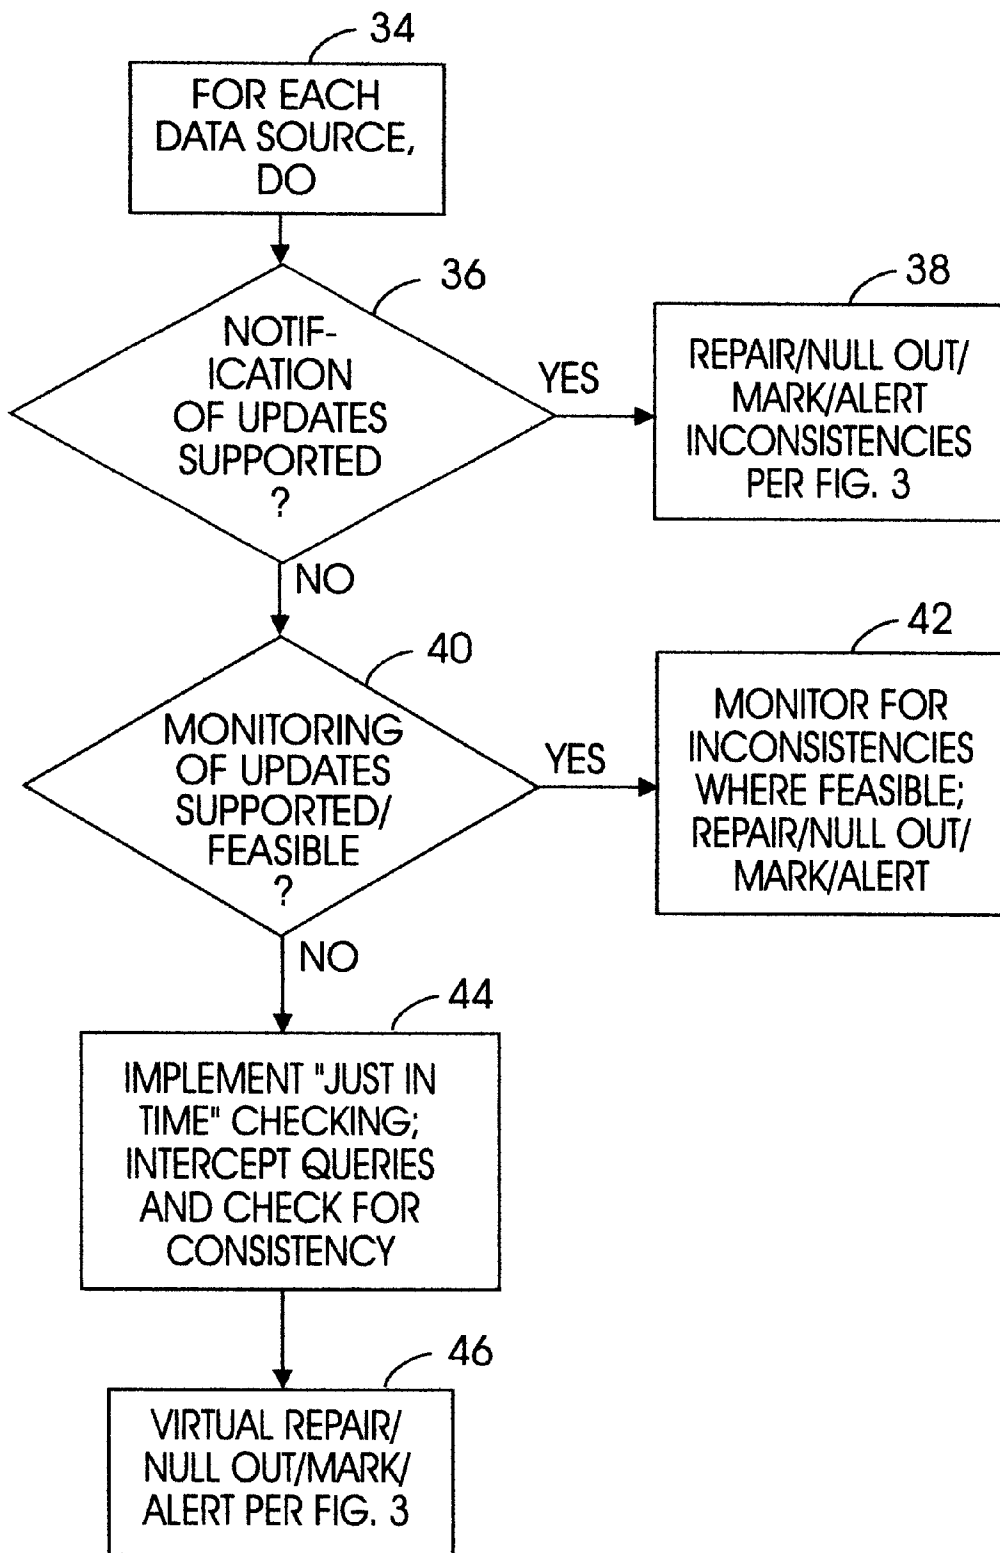 34
FOR EACH
DATA SOURCE,
DO
36
NOTIF-
ICATION
OF UPDATES
SUPPORTED
?
YES
38
REPAIR/NULL OUT/
MARK/ALERT
INCONSISTENCIES
PER FIG. 3
NO
40
MONITORING
OF UPDATES
SUPPORTED/
FEASIBLE
?
YES
42
MONITOR FOR
INCONSISTENCIES
WHERE FEASIBLE;
REPAIR/NULL OUT/
MARK/ALERT
NO
44
IMPLEMENT "JUST IN
TIME" CHECKING;
INTERCEPT QUERIES
AND CHECK FOR
CONSISTENCY
46
VIRTUAL REPAIR/
NULL OUT/MARK/
ALERT PER FIG. 3